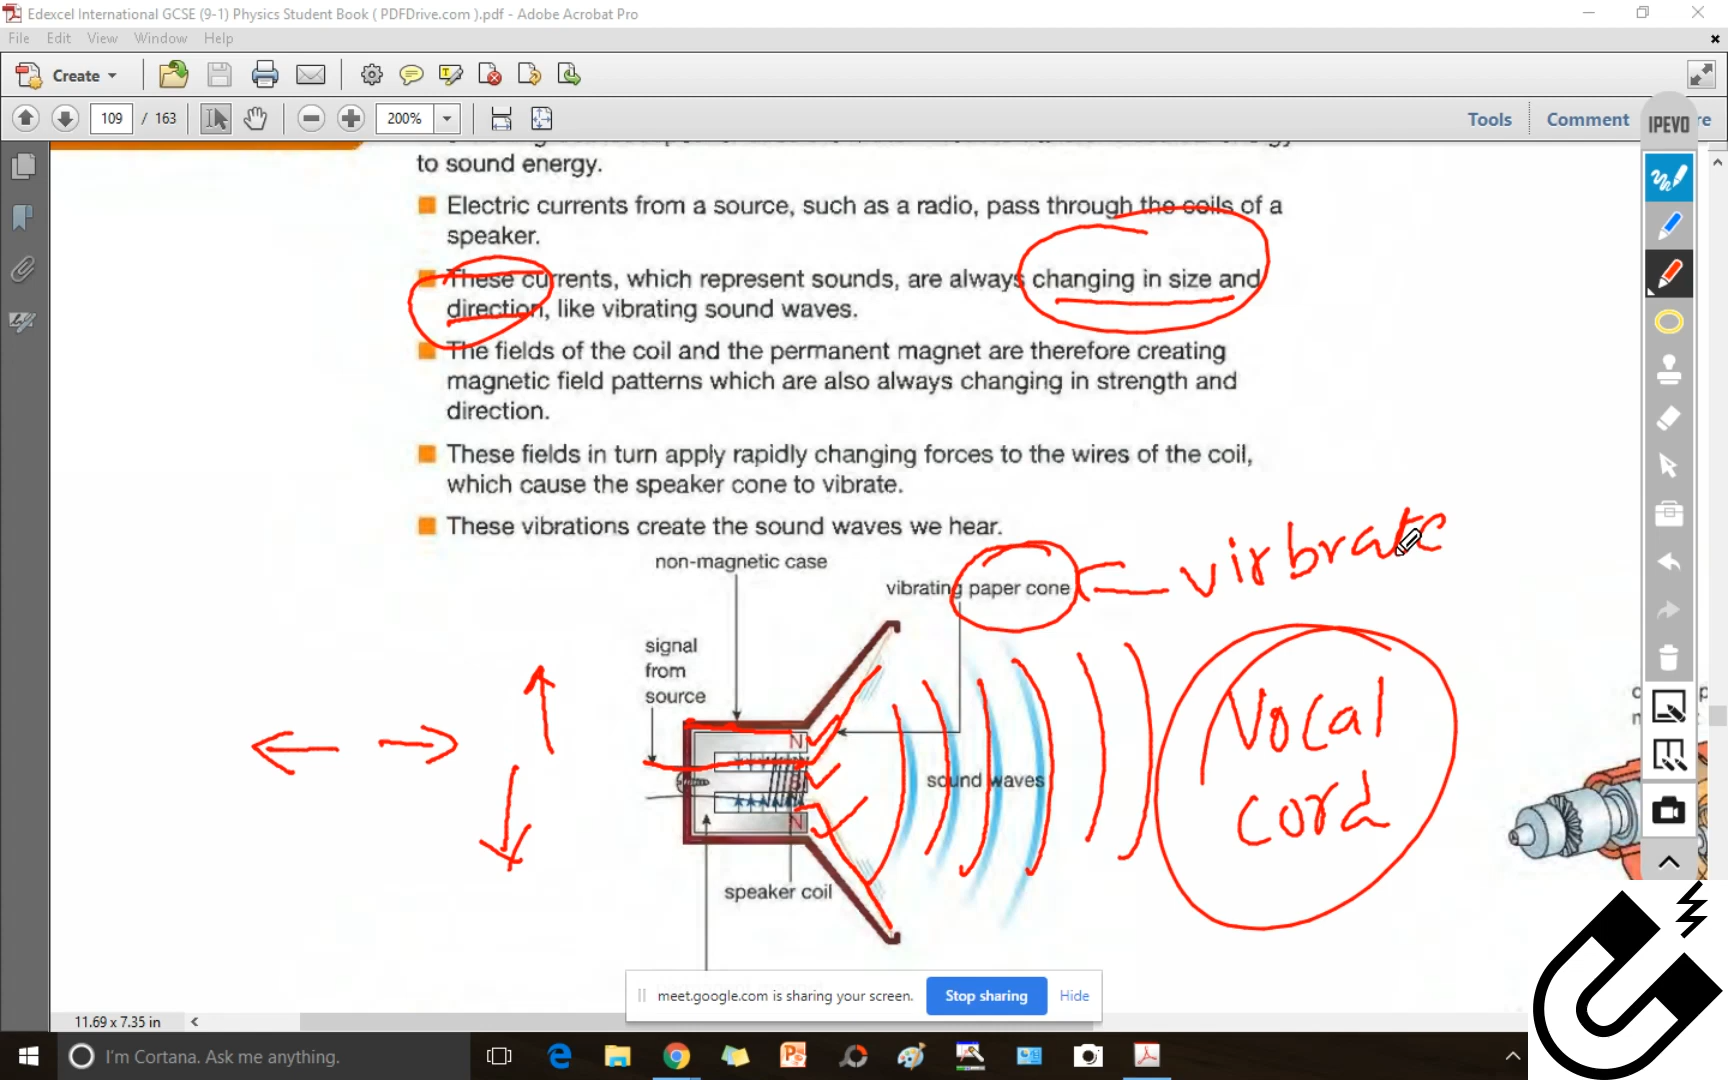 Edexcel International GCSE (9-1) Physics Student Book ( PDFDrive.com ).pdf - Adobe Acrobat Pro
File Edit View Window Help
Create
109 / 163 200% Tools Comment
IPEVO
to sound energy.
Electric currents from a source, such as a radio, pass through the coils of a
speaker.
These currents, which represent sounds, are always changing in size and
direction, like vibrating sound waves.
The fields of the coil and the permanent magnet are therefore creating
magnetic field patterns which are also always changing in strength and
direction.
These fields in turn apply rapidly changing forces to the wires of the coil,
which cause the speaker cone to vibrate.
These vibrations create the sound waves we hear.
non-magnetic case
vibrating paper cone
virbrate
signal
from
source
N
S
N
sound waves
Vocal
cord
speaker coil
meet.google.com is sharing your screen. Stop sharing Hide
11.69 x 7.35 in
I'm Cortana. Ask me anything.